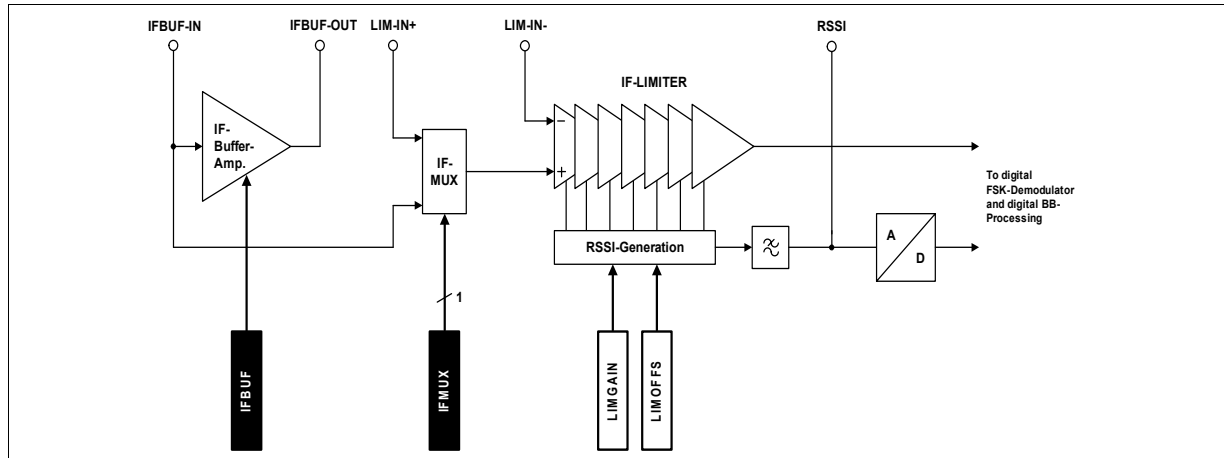 IFBUF-IN IFBUF-OUT LIM-IN+ LIM-IN- RSSI
IF-LIMITER
IF-
Buffer-
Amp.
IF-
MUX
−
+
To digital
FSK-Demodulator
and digital BB-
Processing
RSSI-Generation
A
D
1
IFBUF
IFMUX
LIMGAIN
LIMOFFS